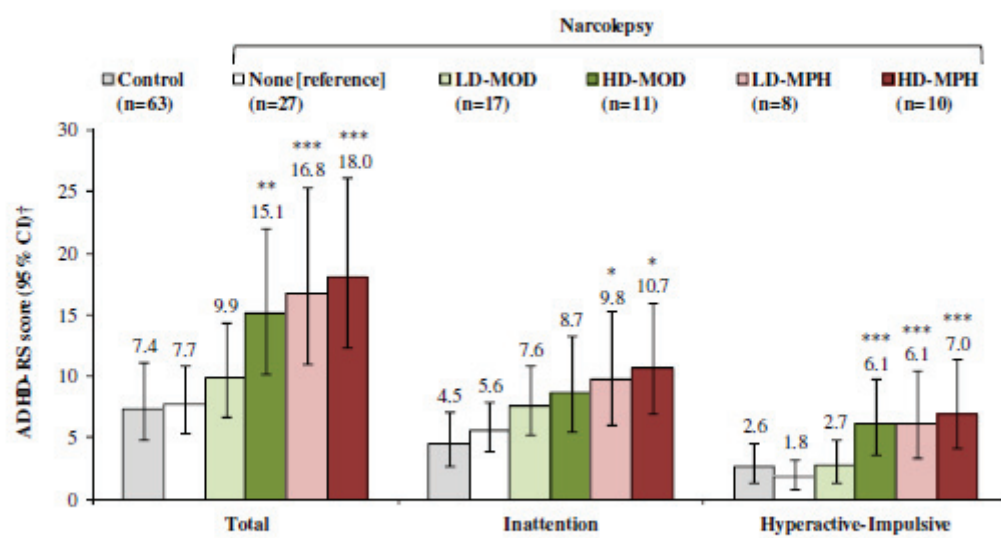 Narcolepsy
Control None [reference] LD-MOD HD-MOD LD-MPH HD-MPH
(n=63) (n=27) (n=17) (n=11) (n=8) (n=10)
ADHD-RS score (95% CI)†
30
25
20
15
10
5
0
7.4 7.7 9.9 ** 15.1 *** 16.8 *** 18.0
4.5 5.6 7.6 8.7 * 9.8 * 10.7
2.6 1.8 2.7 *** 6.1 *** 6.1 *** 7.0
Total Inattention Hyperactive-Impulsive